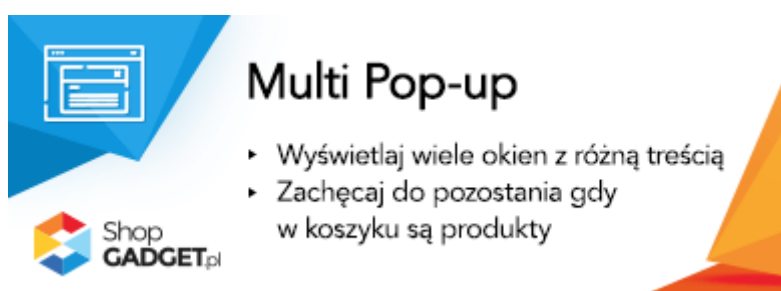 Multi Pop-up
‣ Wyświetlaj wiele okien z różną treścią
‣ Zachęcaj do pozostania gdy
w koszyku są produkty
Shop
GADGET.pl